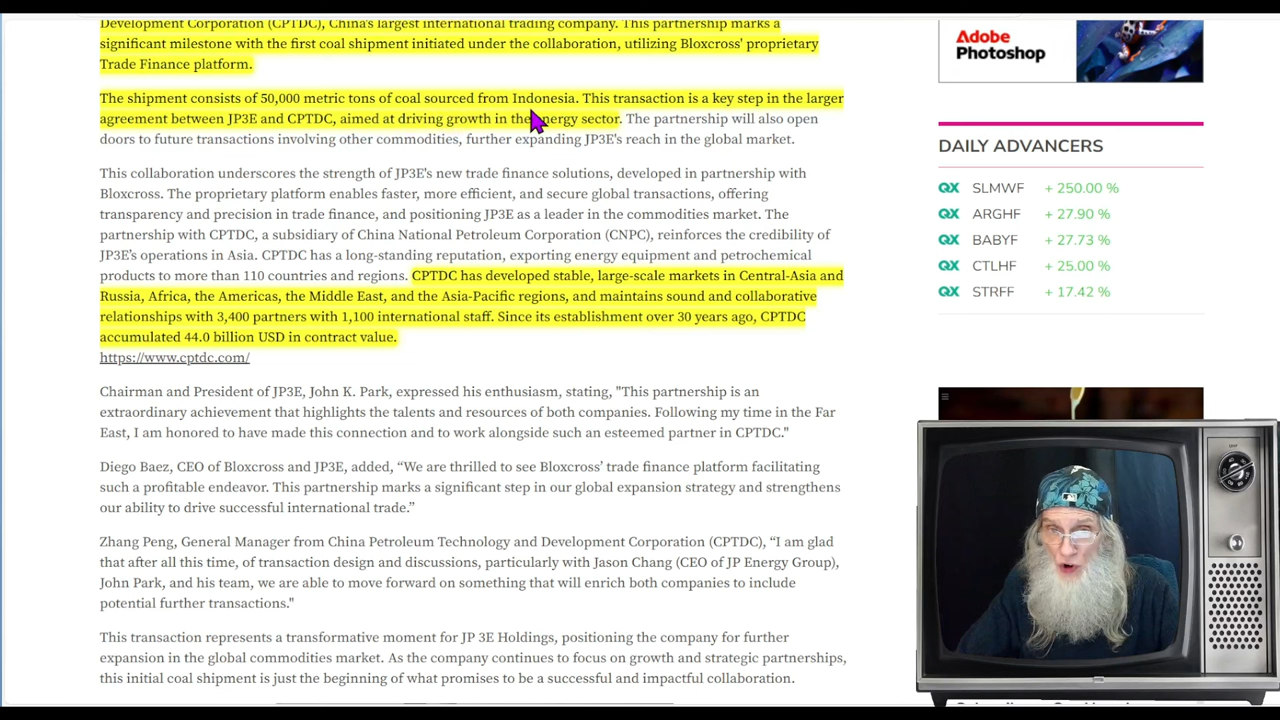 Development Corporation (CPTDC), China's largest international trading company. This partnership marks a
significant milestone with the first coal shipment initiated under the collaboration, utilizing Bloxcross' proprietary
Trade Finance platform.
The shipment consists of 50,000 metric tons of coal sourced from Indonesia. This transaction is a key step in the larger
agreement between JP3E and CPTDC, aimed at driving growth in the energy sector. The partnership will also open
doors to future transactions involving other commodities, further expanding JP3E's reach in the global market.
This collaboration underscores the strength of JP3E's new trade finance solutions, developed in partnership with
Bloxcross. The proprietary platform enables faster, more efficient, and secure global transactions, offering
transparency and precision in trade finance, and positioning JP3E as a leader in the commodities market. The
partnership with CPTDC, a subsidiary of China National Petroleum Corporation (CNPC), reinforces the credibility of
JP3E's operations in Asia. CPTDC has a long-standing reputation, exporting energy equipment and petrochemical
products to more than 110 countries and regions. CPTDC has developed stable, large-scale markets in Central-Asia and
Russia, Africa, the Americas, the Middle East, and the Asia-Pacific regions, and maintains sound and collaborative
relationships with 3,400 partners with 1,100 international staff. Since its establishment over 30 years ago, CPTDC
accumulated 44.0 billion USD in contract value.
https://www.cptdc.com/
Chairman and President of JP3E, John K. Park, expressed his enthusiasm, stating, "This partnership is an
extraordinary achievement that highlights the talents and resources of both companies. Following my time in the Far
East, I am honored to have made this connection and to work alongside such an esteemed partner in CPTDC."
Diego Baez, CEO of Bloxcross and JP3E, added, “We are thrilled to see Bloxcross’ trade finance platform facilitating
such a profitable endeavor. This partnership marks a significant step in our global expansion strategy and strengthens
our ability to drive successful international trade.”
Zhang Peng, General Manager from China Petroleum Technology and Development Corporation (CPTDC), “I am glad
that after all this time, of transaction design and discussions, particularly with Jason Chang (CEO of JP Energy Group),
John Park, and his team, we are able to move forward on something that will enrich both companies to include
potential further transactions."
This transaction represents a transformative moment for JP 3E Holdings, positioning the company for further
expansion in the global commodities market. As the company continues to focus on growth and strategic partnerships,
this initial coal shipment is just the beginning of what promises to be a successful and impactful collaboration.
Adobe
Photoshop
DAILY ADVANCERS
QX SLMWF + 250.00 %
QX ARGHF + 27.90 %
QX BABYF + 27.73 %
QX CTLHF + 25.00 %
QX STRFF + 17.42 %